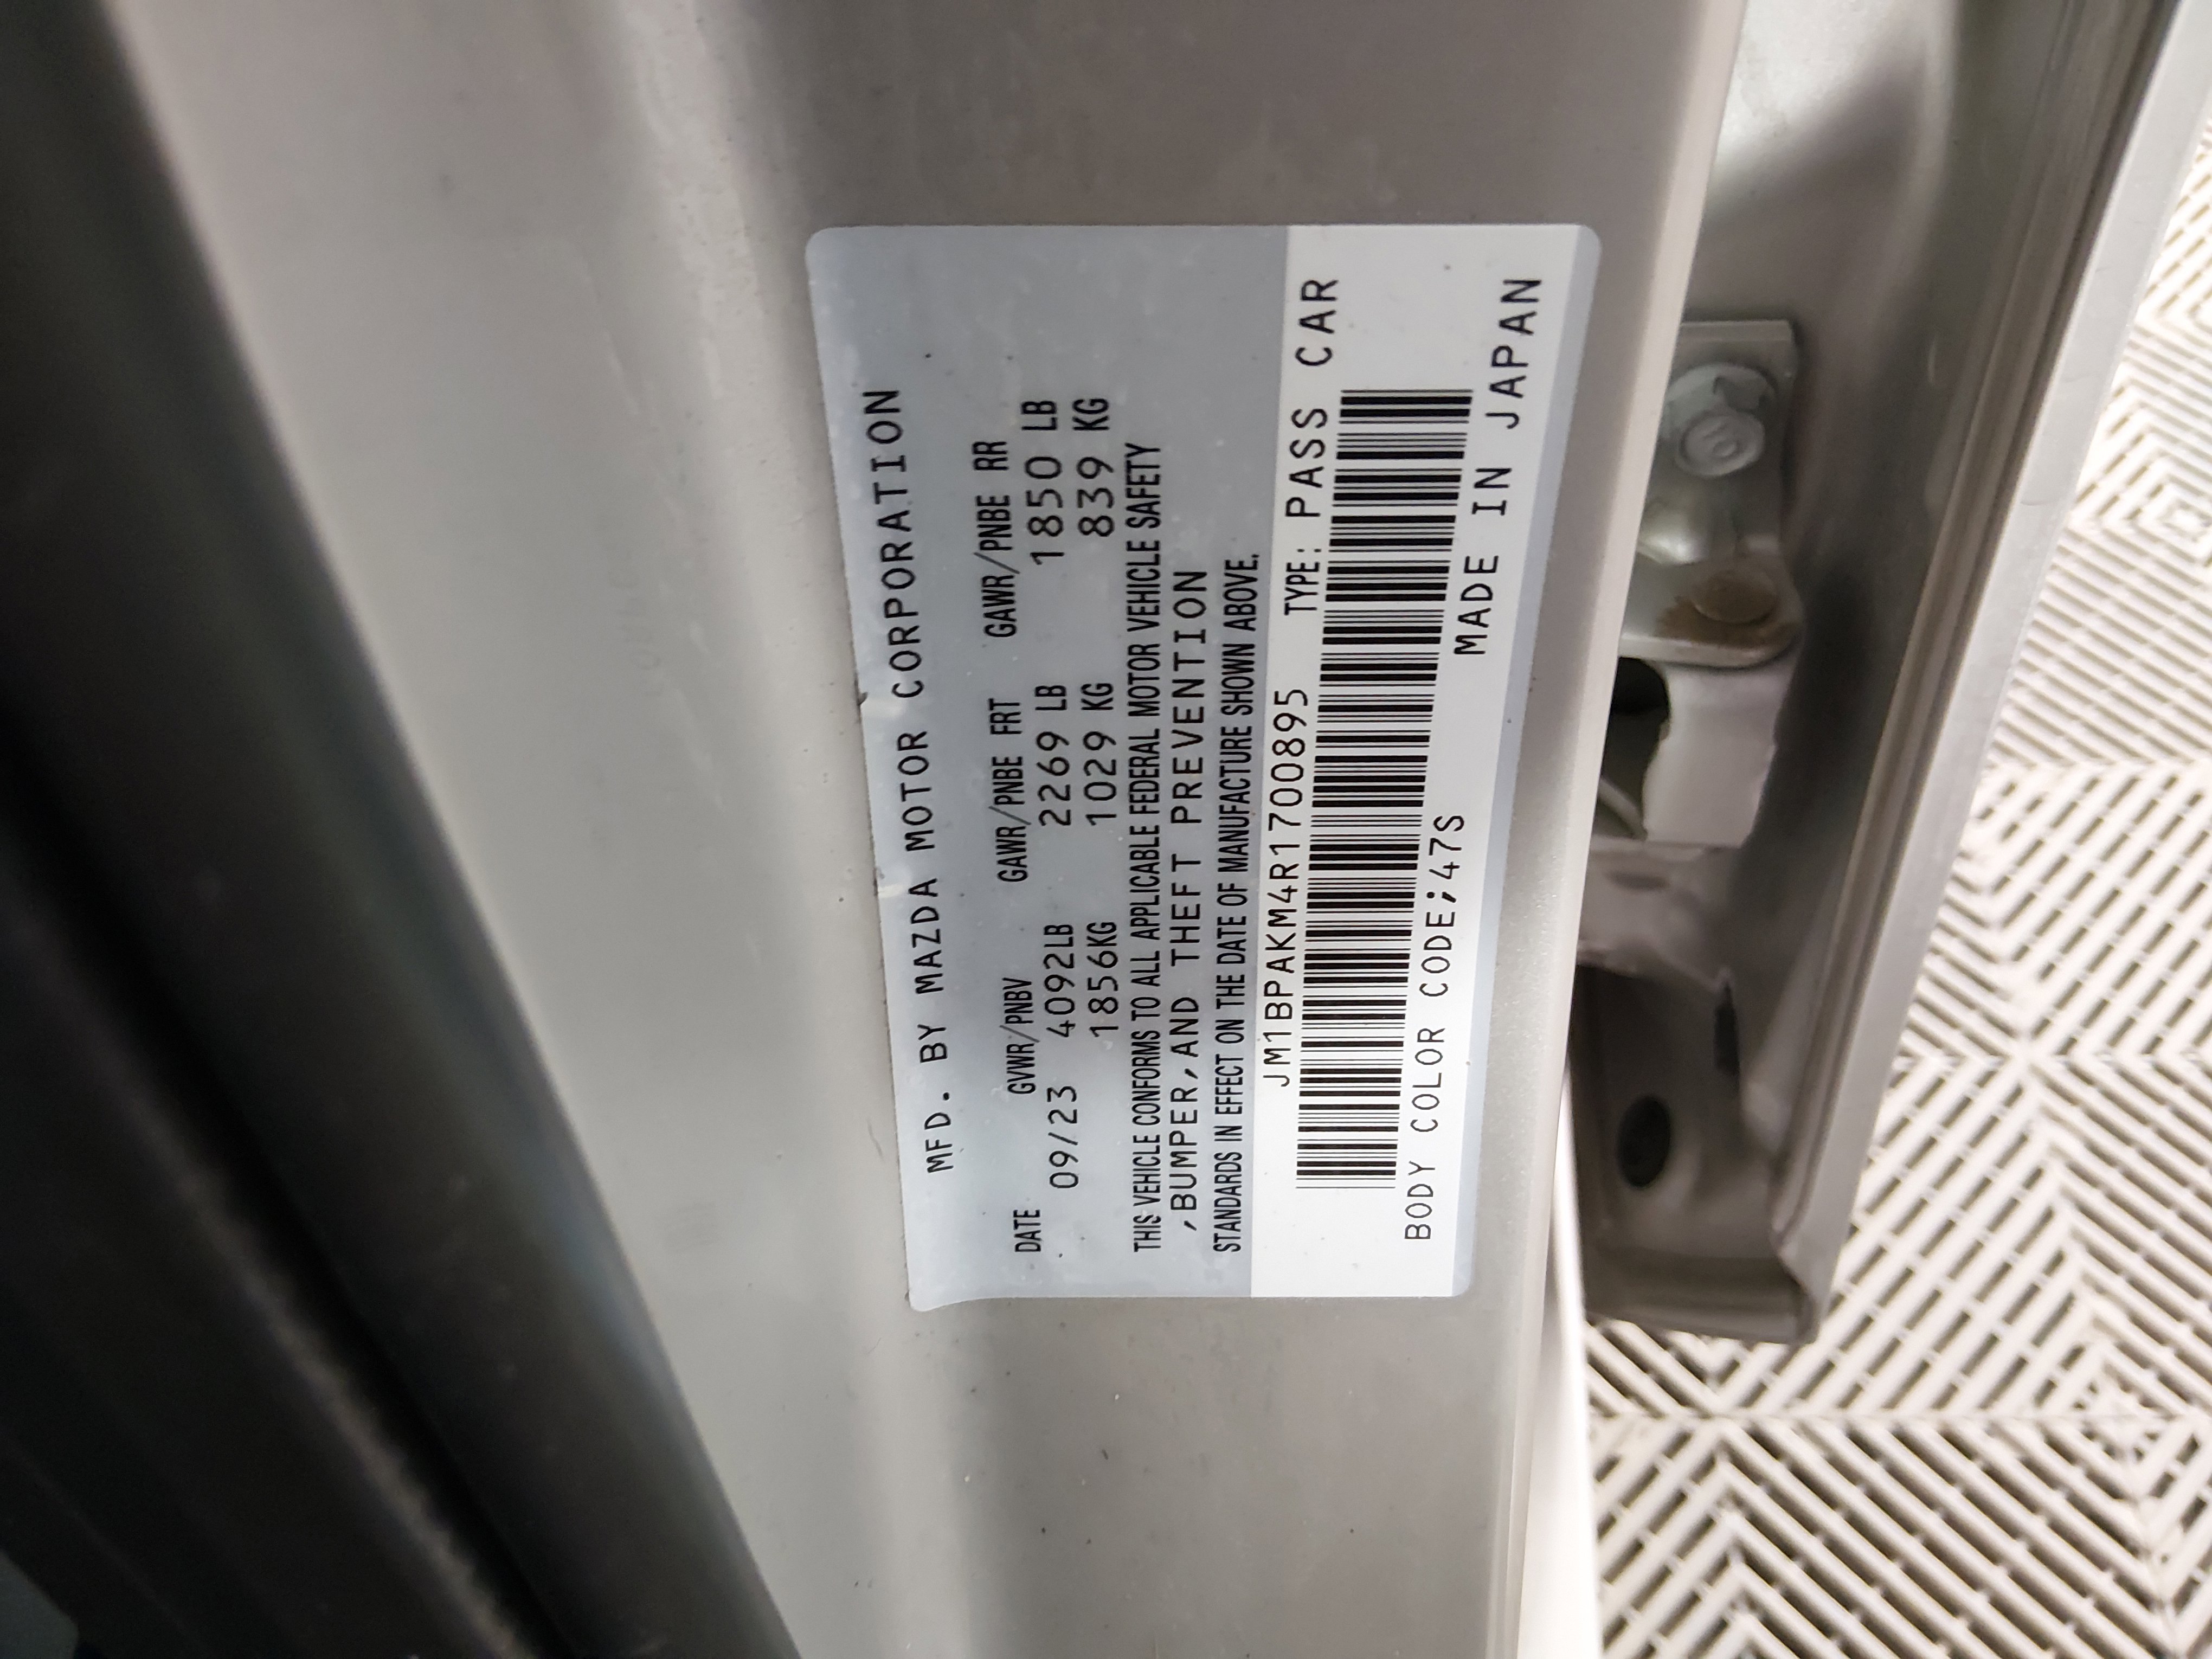 MFD. BY MAZDA MOTOR CORPORATION
DATE GVWR/PNBV GAWR/PNBE FRT GAWR/PNBE RR
09/23 4092LB 2269 LB 1850 LB
1856KG 1029 KG 839 KG
THIS VEHICLE CONFORMS TO ALL APPLICABLE FEDERAL MOTOR VEHICLE SAFETY
,BUMPER,AND THEFT PREVENTION
STANDARDS IN EFFECT ON THE DATE OF MANUFACTURE SHOWN ABOVE.
JM1BPAKM4R1700895 TYPE: PASS CAR
BODY COLOR CODE;47S MADE IN JAPAN